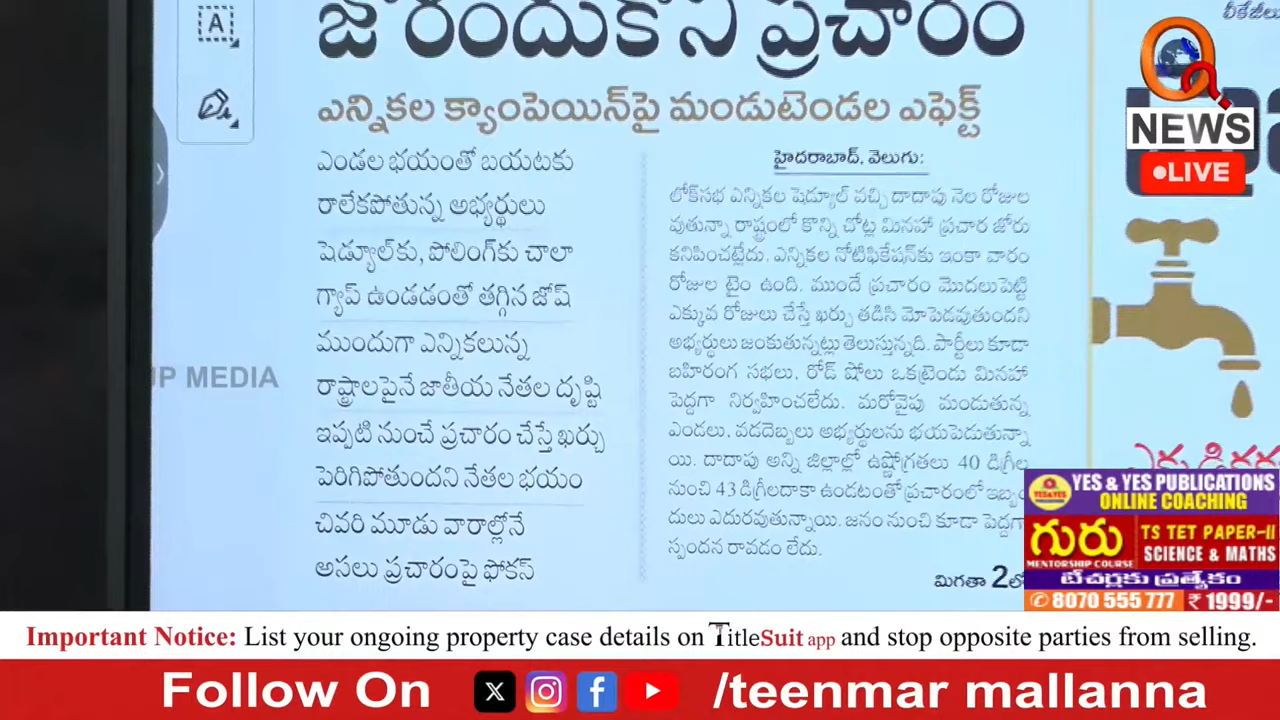 జోరందుకోని ప్రచారం
ఎన్నికల క్యాంపెయిన్‌పై మండుటెండల ఎఫెక్ట్
ఎండల భయంతో బయటకు
రాలేకపోతున్న అభ్యర్థులు
షెడ్యూల్‌కు, పోలింగ్‌కు చాలా
గ్యాప్ ఉండడంతో తగ్గిన జోష్
ముందుగా ఎన్నికలున్న
రాష్ట్రాలపైనే జాతీయ నేతల దృష్టి
ఇప్పటి నుంచే ప్రచారం చేస్తే ఖర్చు
పెరిగిపోతుందని నేతల భయం
చివరి మూడు వారాల్లోనే
అసలు ప్రచారంపై ఫోకస్
హైదరాబాద్, వెలుగు:
లోక్‌సభ ఎన్నికల షెడ్యూల్ వచ్చి దాదాపు నెల రోజుల
వుతున్నా రాష్ట్రంలో కొన్ని చోట్ల మినహా ప్రచార జోరు
కనిపించట్లేదు. ఎన్నికల నోటిఫికేషన్‌కు ఇంకా వారం
రోజుల టైం ఉంది. ముందే ప్రచారం మొదలుపెట్టి
ఎక్కువ రోజులు చేస్తే ఖర్చు తడిసి మోపెడవుతుందని
అభ్యర్థులు జంకుతున్నట్లు తెలుస్తున్నది. పార్టీలు కూడా
బహిరంగ సభలు, రోడ్ షోలు ఒకట్రెండు మినహా
పెద్దగా నిర్వహించలేదు. మరోవైపు మండుతున్న
ఎండలు, వడదెబ్బలు అభ్యర్థులను భయపెడుతున్నా
యి. దాదాపు అన్ని జిల్లాల్లో ఉష్ణోగ్రతలు 40 డిగ్రీల
నుంచి 43 డిగ్రీలదాకా ఉండటంతో ప్రచారంలో ఇబ్బం
దులు ఎదురవుతున్నాయి. జనం నుంచి కూడా పెద్దగా
స్పందన రావడం లేదు.
మిగతా 2లో
JP MEDIA
A
Q
NEWS
LIVE
YES & YES PUBLICATIONS
ONLINE COACHING
గురు
MENTORSHIP COURSE
TS TET PAPER-II
SCIENCE & MATHS
టీచర్లకు ప్రత్యేకం
8070 555 777 ₹ 1999/-
Important Notice: List your ongoing property case details on TitleSuit app and stop opposite parties from selling.
Follow On X f /teenmar mallanna